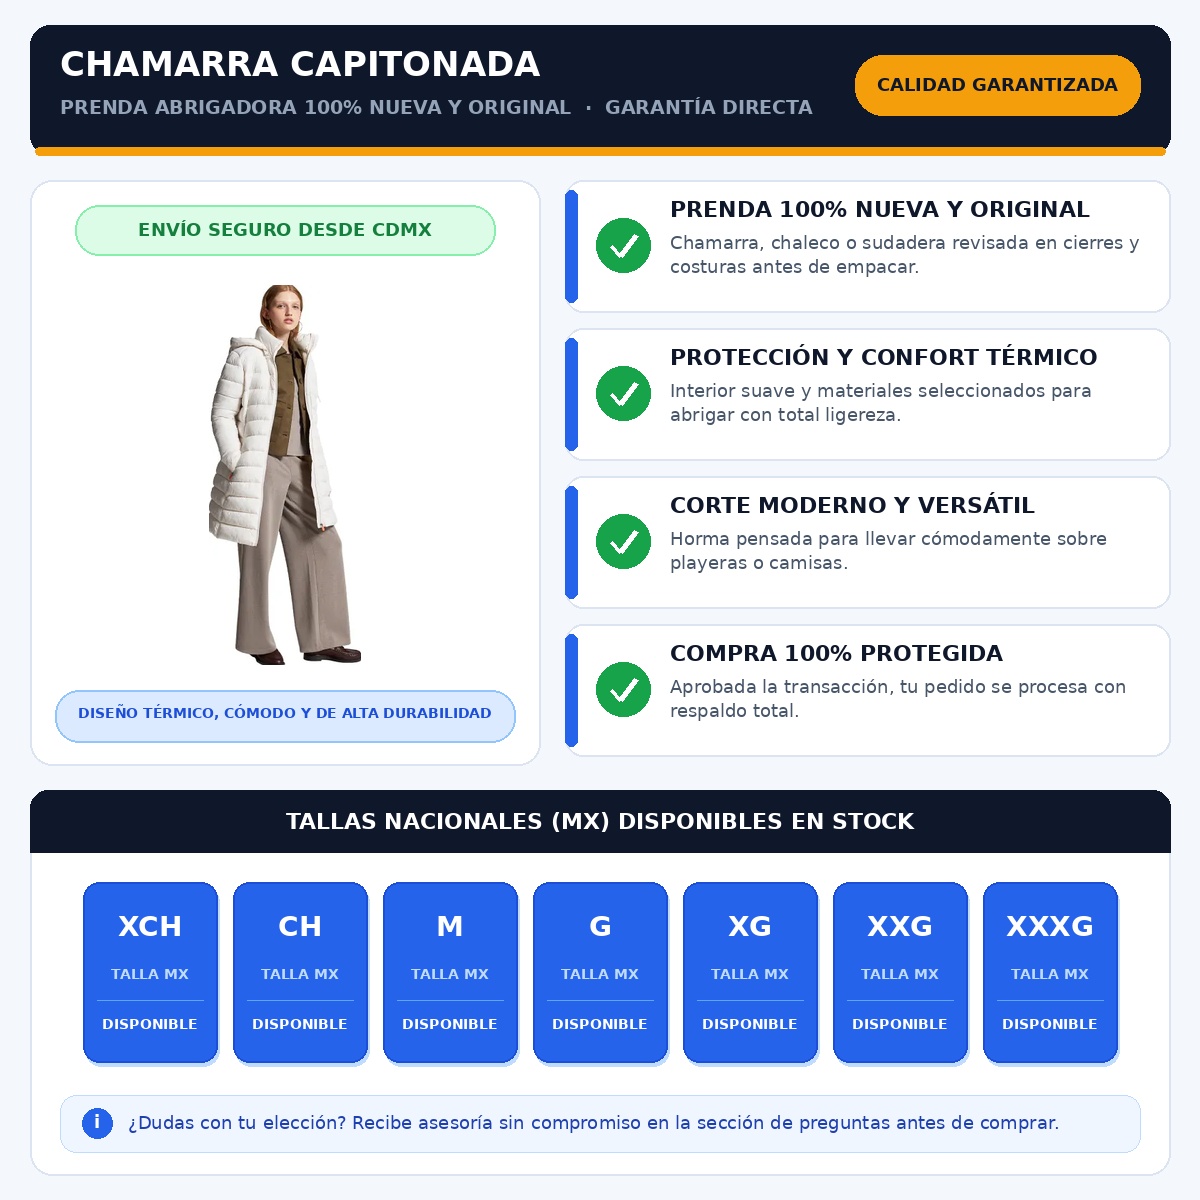 CHAMARRA CAPITONADA
PRENDA ABRIGADORA 100% NUEVA Y ORIGINAL · GARANTÍA DIRECTA
CALIDAD GARANTIZADA
ENVÍO SEGURO DESDE CDMX
DISEÑO TÉRMICO, CÓMODO Y DE ALTA DURABILIDAD
PRENDA 100% NUEVA Y ORIGINAL
Chamarra, chaleco o sudadera revisada en cierres y
costuras antes de empacar.
PROTECCIÓN Y CONFORT TÉRMICO
Interior suave y materiales seleccionados para
abrigar con total ligereza.
CORTE MODERNO Y VERSÁTIL
Horma pensada para llevar cómodamente sobre
playeras o camisas.
COMPRA 100% PROTEGIDA
Aprobada la transacción, tu pedido se procesa con
respaldo total.
TALLAS NACIONALES (MX) DISPONIBLES EN STOCK
XCH
TALLA MX
DISPONIBLE
CH
TALLA MX
DISPONIBLE
M
TALLA MX
DISPONIBLE
G
TALLA MX
DISPONIBLE
XG
TALLA MX
DISPONIBLE
XXG
TALLA MX
DISPONIBLE
XXXG
TALLA MX
DISPONIBLE
i
¿Dudas con tu elección? Recibe asesoría sin compromiso en la sección de preguntas antes de comprar.